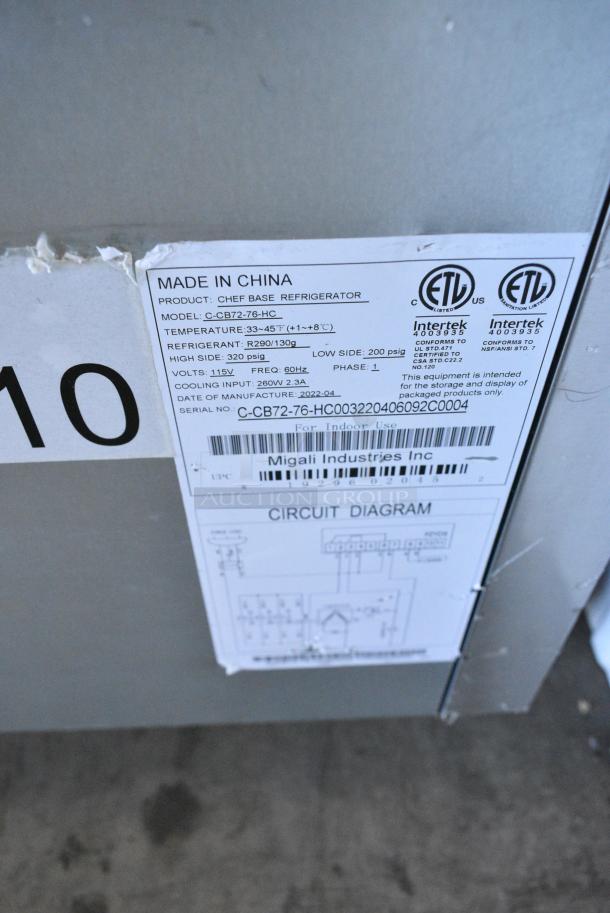 MADE IN CHINA
PRODUCT: CHEF BASE REFRIGERATOR
MODEL: C-CB72-76-HC
TEMPERATURE: 33~45℉ (+1~+8℃)
REFRIGERANT: R290/130g
HIGH SIDE: 320 psig LOW SIDE: 200 psig
VOLTS: 115V FREQ: 60Hz PHASE: 1
COOLING INPUT: 260W 2.3A
DATE OF MANUFACTURE: 2022-04
SERIAL NO.: C-CB72-76-HC003220406092C0004
C ETL US
LISTED
Intertek
4003935
CONFORMS TO
UL STD.471
CERTIFIED TO
CSA STD.C22.2
NO.120
ETL
SANITATION LISTED
Intertek
4003935
CONFORMS TO
NSF/ANSI STD. 7
This equipment is intended
for the storage and display of
packaged products only.
For Indoor Use
Migali Industries Inc
UPC
AUCTION GROUP
CIRCUIT DIAGRAM
10